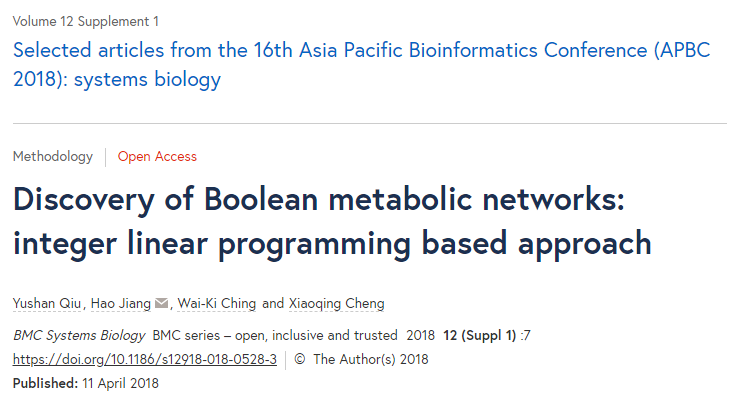 Volume 12 Supplement 1
Selected articles from the 16th Asia Pacific Bioinformatics Conference (APBC
2018): systems biology
Methodology | Open Access
Discovery of Boolean metabolic networks:
integer linear programming based approach
Yushan Qiu, Hao Jiang, Wai-Ki Ching and Xiaoqing Cheng
BMC Systems Biology BMC series – open, inclusive and trusted 2018 12 (Suppl 1) :7
https://doi.org/10.1186/s12918-018-0528-3 | © The Author(s) 2018
Published: 11 April 2018